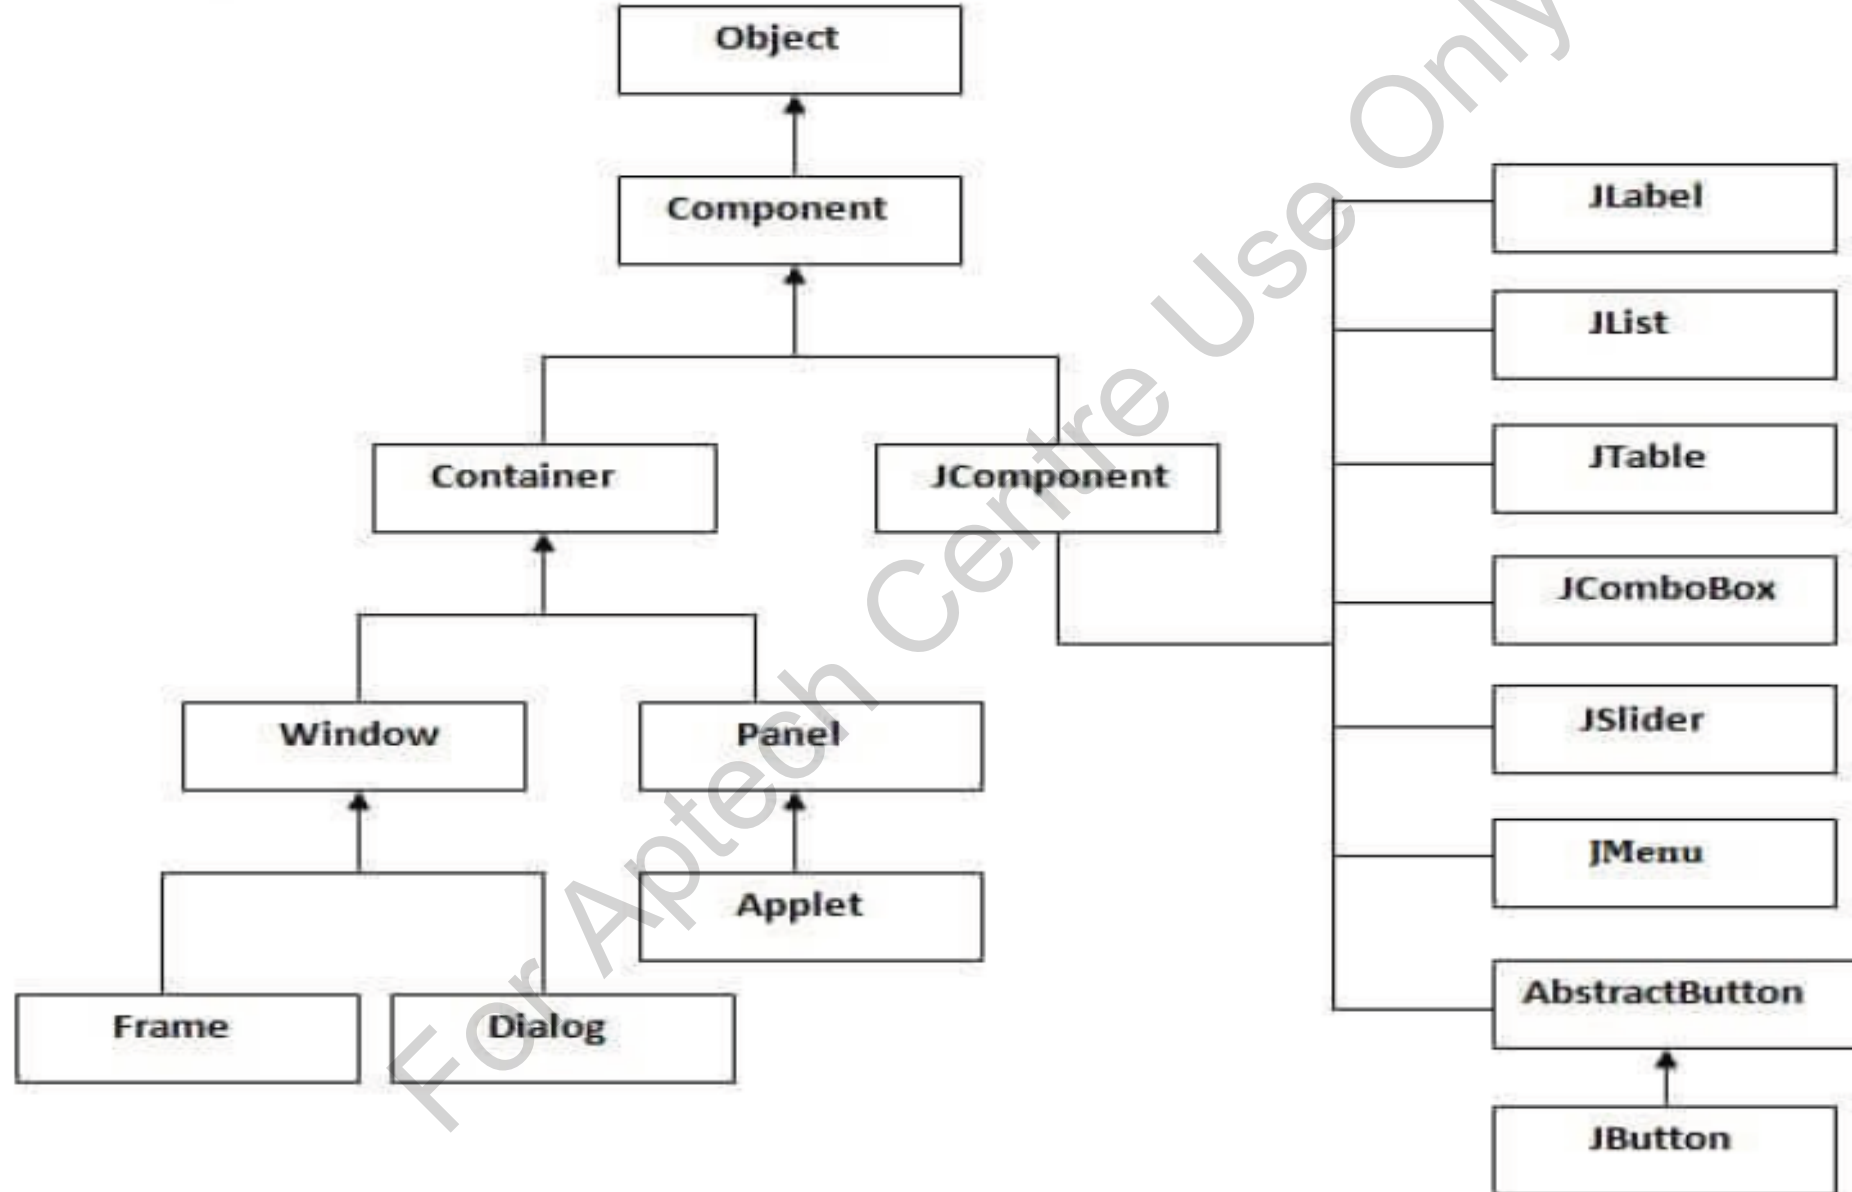 Object
Component
Container
JComponent
Window
Panel
Applet
Frame
Dialog
JLabel
JList
JTable
JComboBox
JSlider
JMenu
AbstractButton
JButton
For Aptech Centre Use Only